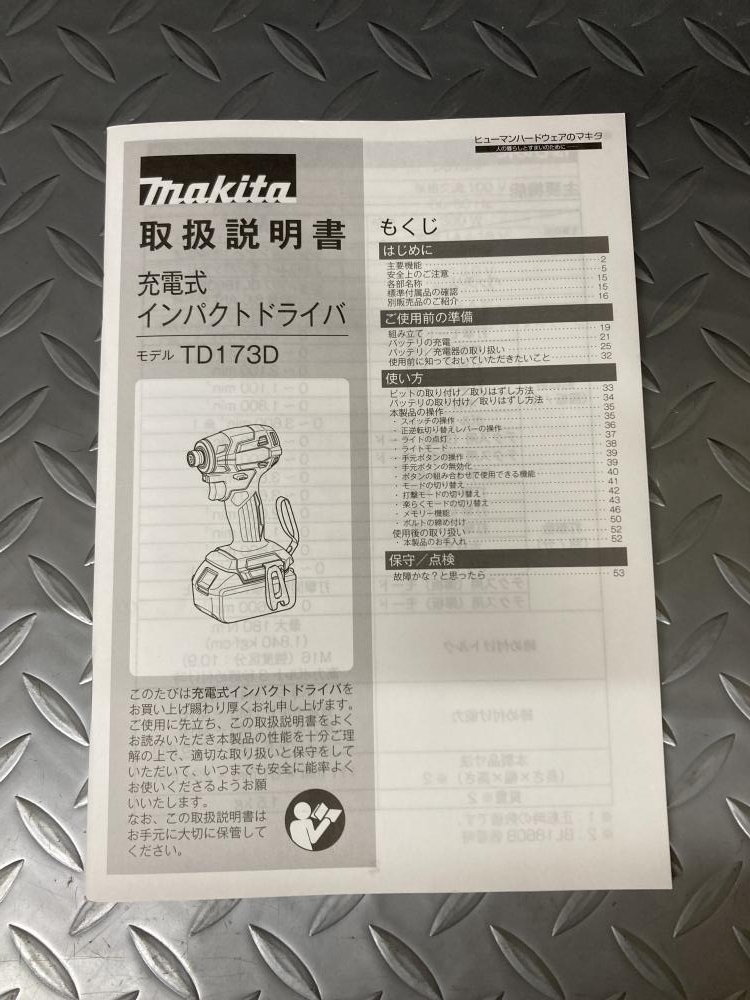 makita
取扱説明書
充電式
インパクトドライバ
モデル TD173D
このたびは充電式インパクトドライバを
お買い上げ賜わり厚くお礼申し上げます。
ご使用に先立ち、この取扱説明書をよく
お読みいただき本製品の性能を十分ご理
解の上で、適切な取り扱いと保守をして
いただいて、いつまでも安全に能率よく
お使いくださるようお願
いいたします。
なお、この取扱説明書は
お手元に大切に保管して
ください。
ヒューマンハードウェアのマキタ
人の暮らしとすまいのために
もくじ
はじめに
主要機能 2
安全上のご注意 5
各部名称 15
標準付属品の確認 15
別販売品のご紹介 16
ご使用前の準備
組み立て 19
バッテリの充電 21
バッテリ／充電器の取り扱い 25
使用前に知っておいていただきたいこと 32
使い方
ビットの取り付け／取りはずし方法 33
バッテリの取り付け／取りはずし方法 34
本製品の操作 35
・スイッチの操作 35
・正逆転切り替えレバーの操作 36
・ライトの点灯 37
・ライトモード 38
・手元ボタンの操作 39
・手元ボタンの無効化 39
・ボタンの組み合わせで使用できる機能 40
・モードの切り替え 41
・打撃モードの切り替え 42
・楽らくモードの切り替え 43
・メモリー機能 46
・ボルトの締め付け 50
使用後の取り扱い 52
・本製品のお手入れ 52
保守／点検
故障かな？と思ったら 53